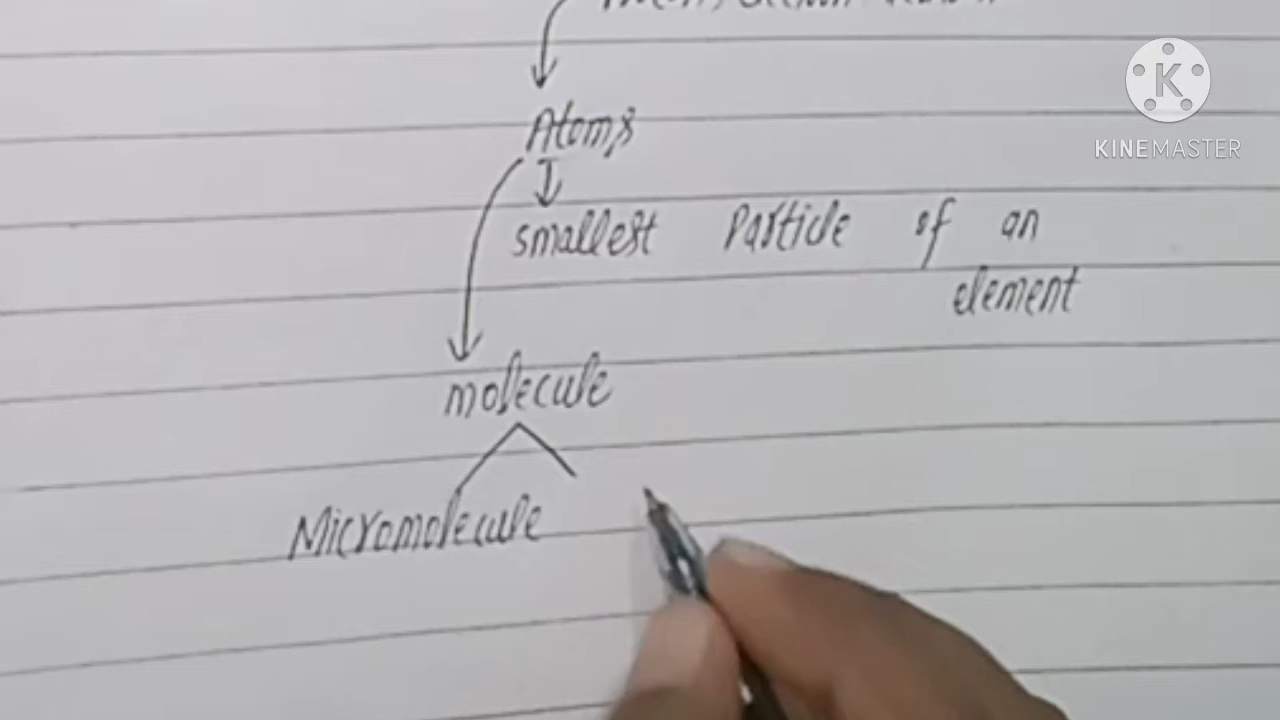 K
KINEMASTER
Atoms
smallest Particle of an
element
molecule
Micromolecule